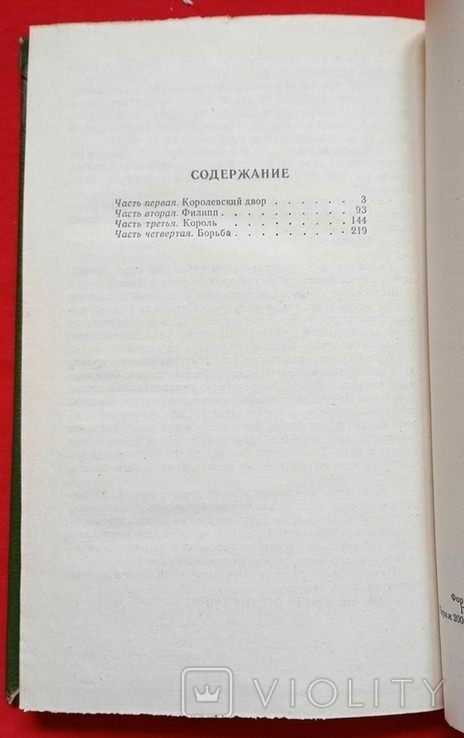 СОДЕРЖАНИЕ
Часть первая. Королевский двор . . . . . . 3
Часть вторая. Филипп . . . . . . . . . 93
Часть третья. Король . . . . . . . . 144
Часть четвертая. Борьба . . . . . . . . 219
Фор
VIOLITY